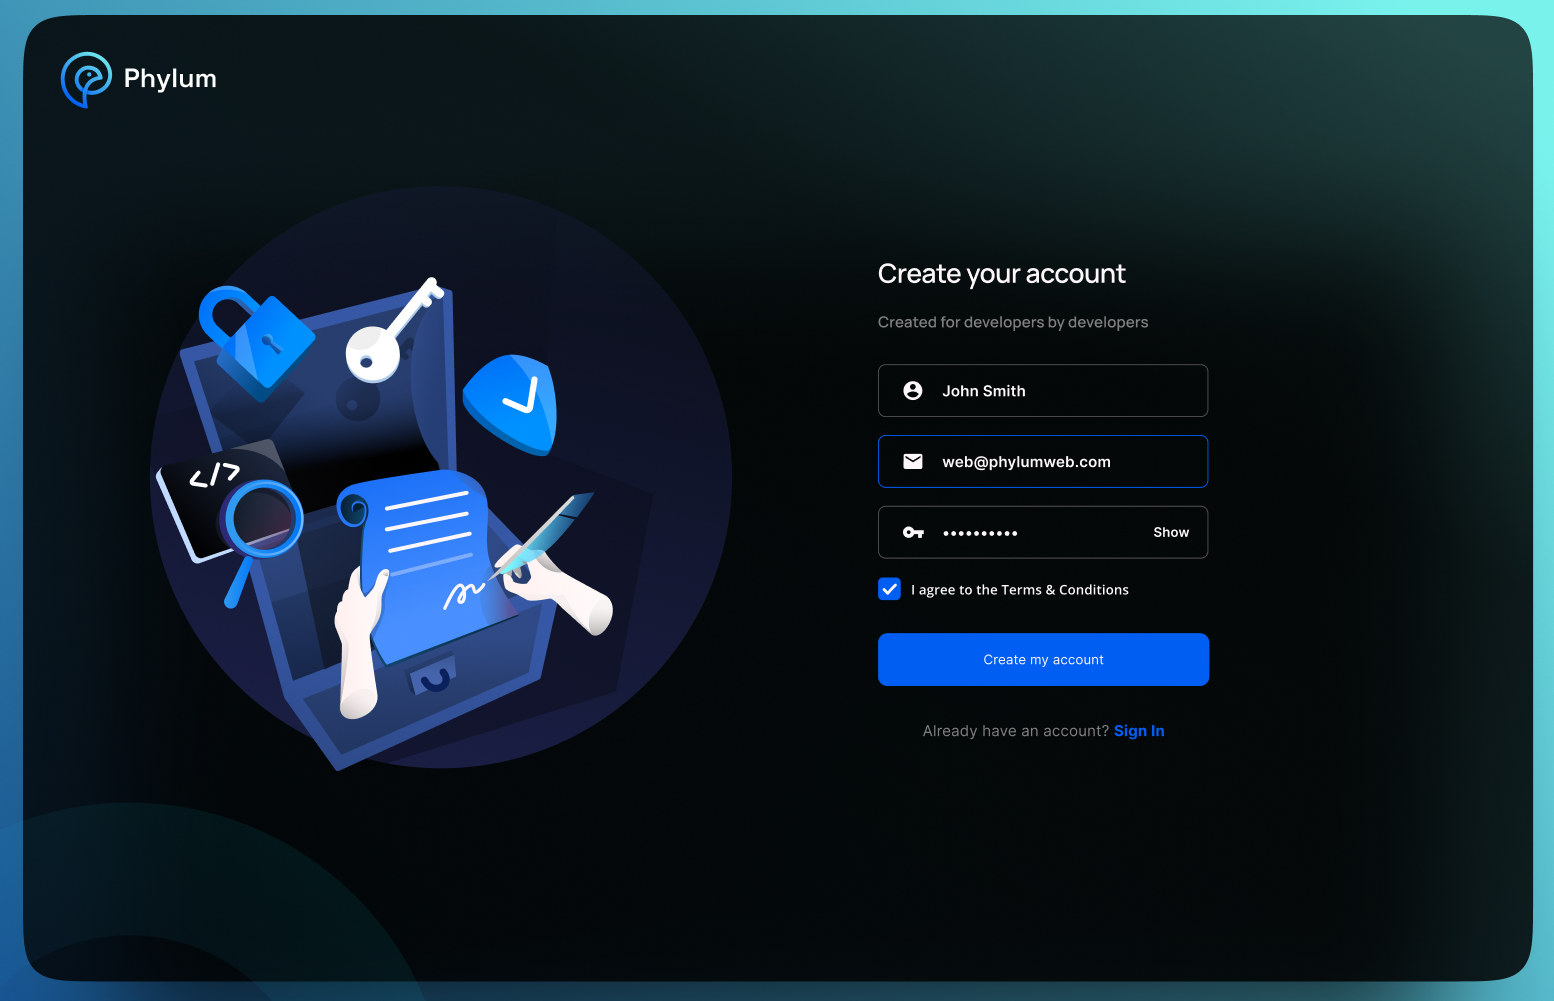 Phylum
Create your account
Created for developers by developers
John Smith
web@phylumweb.com
•••••••••• Show
I agree to the Terms & Conditions
Create my account
Already have an account? Sign In
</>